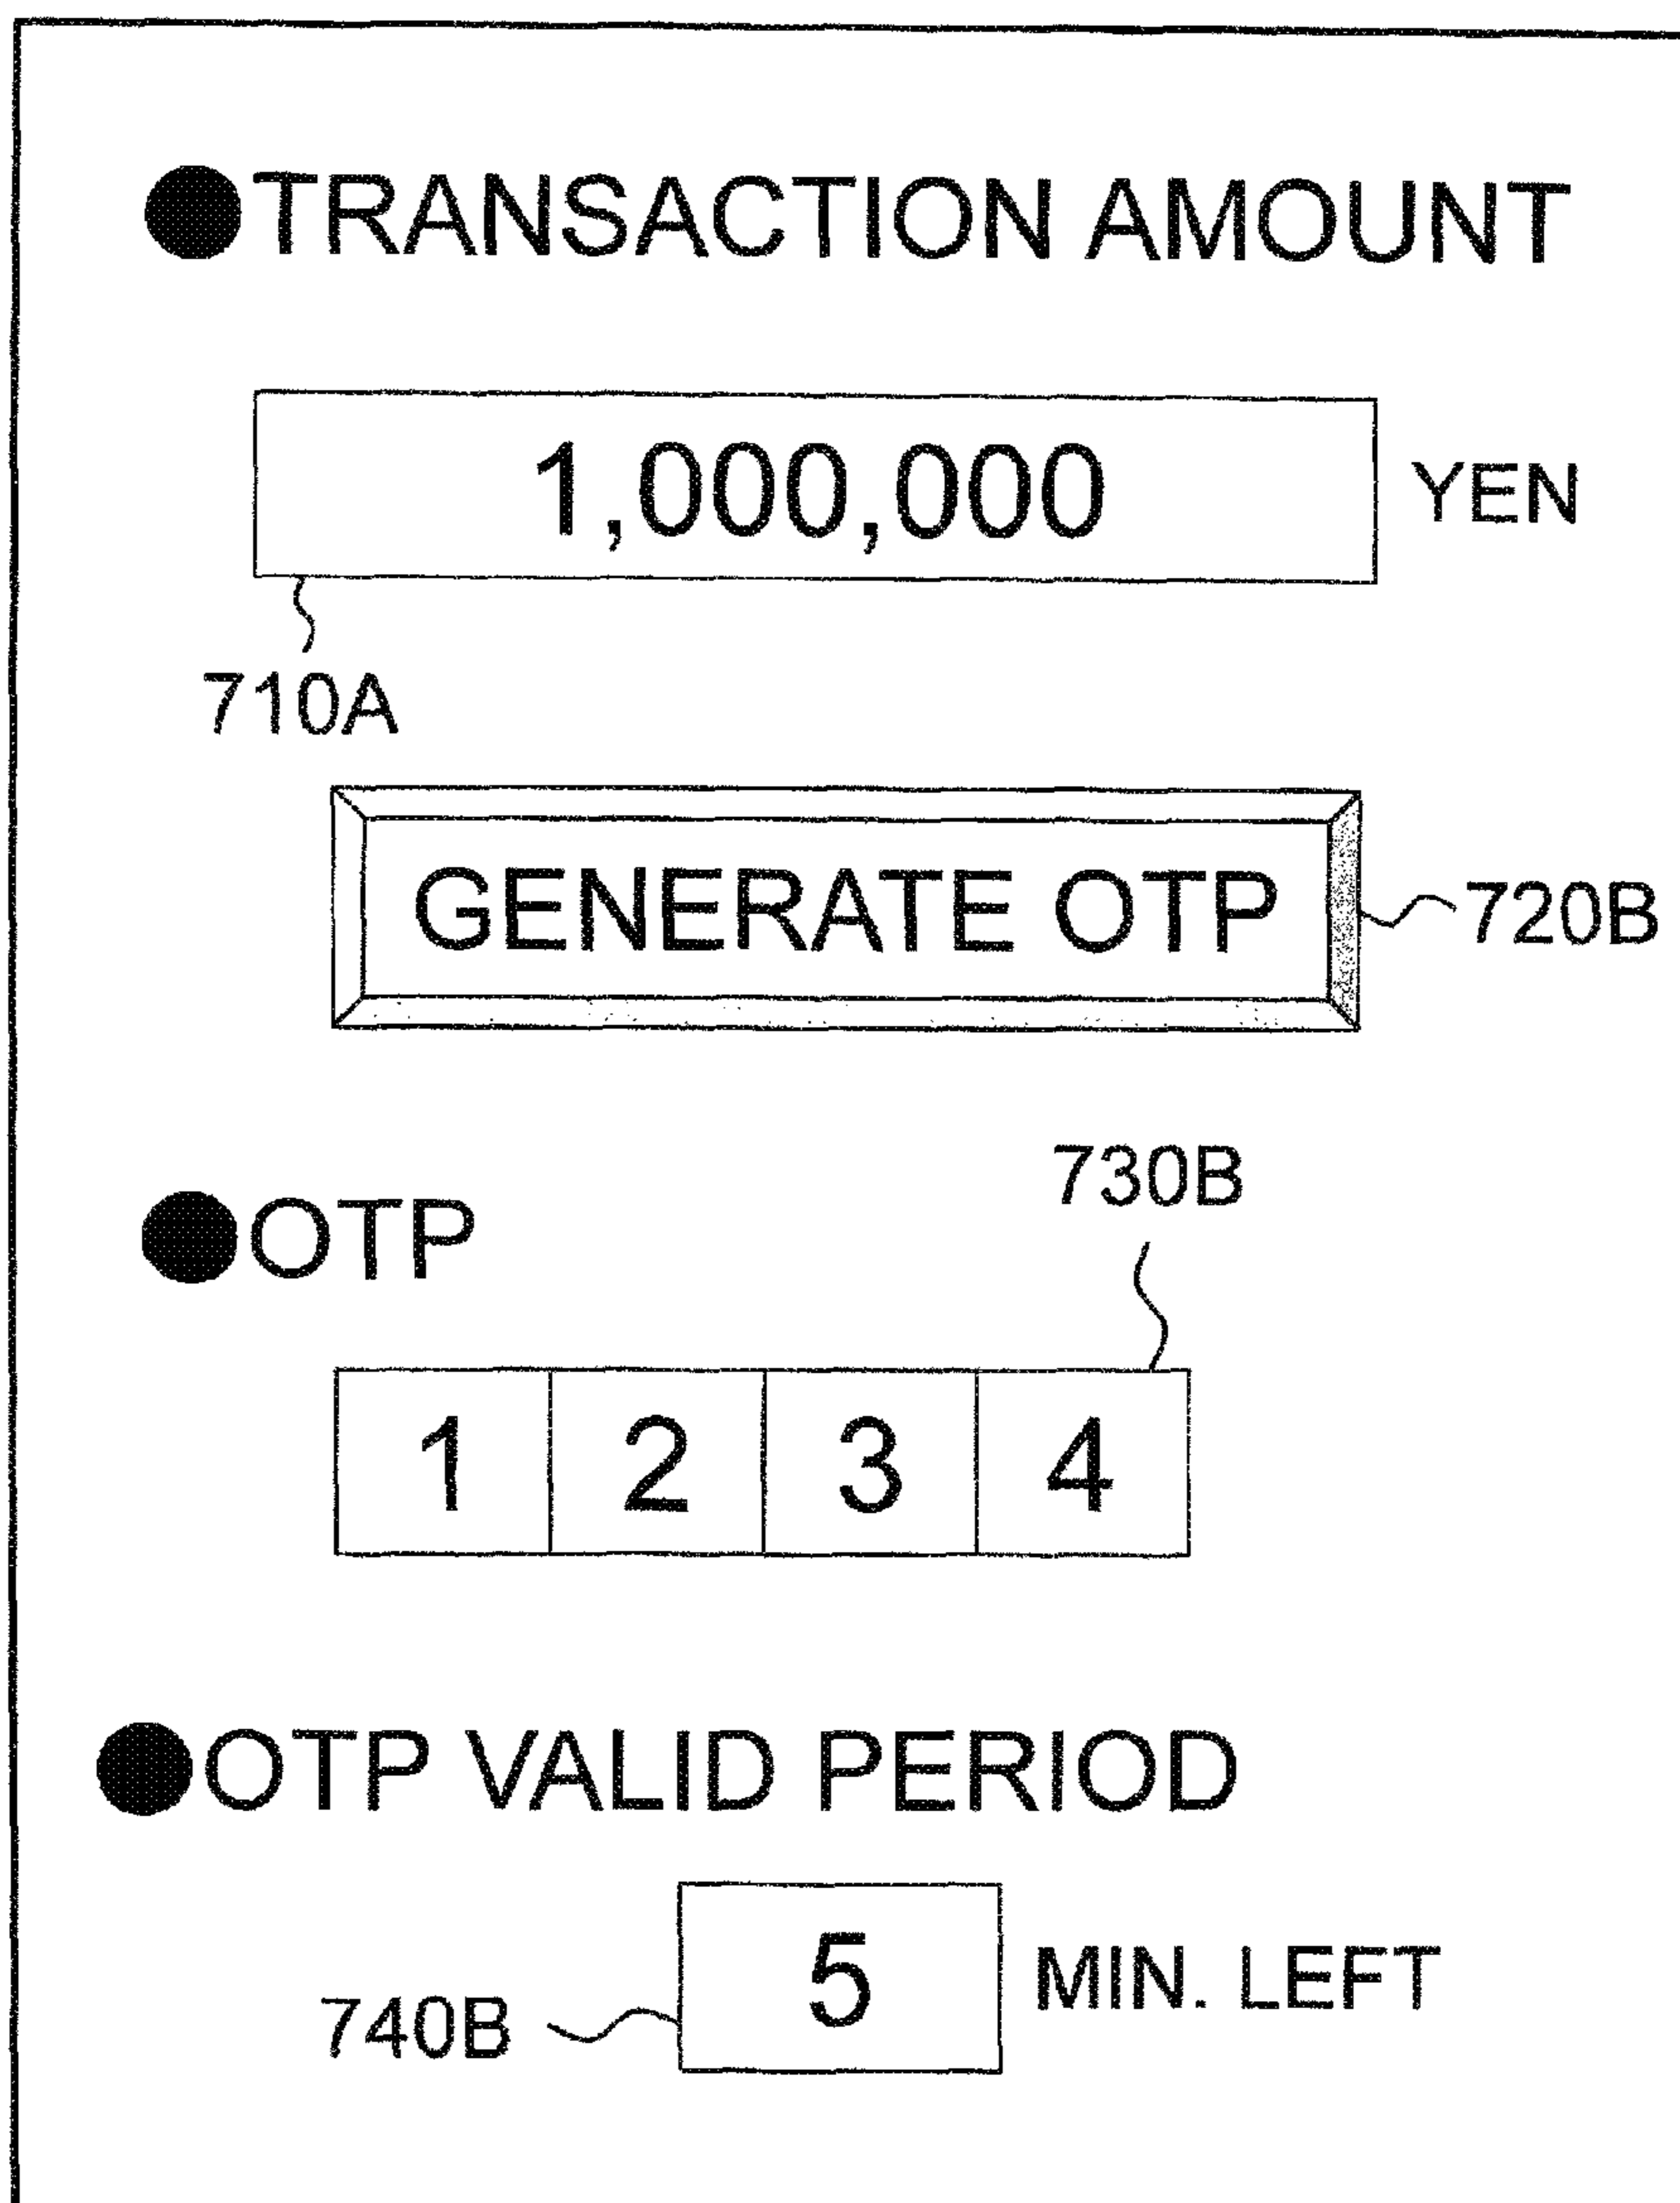 ●TRANSACTION AMOUNT
1,000,000 YEN
710A
GENERATE OTP 720B
730B
●OTP
1 2 3 4
●OTP VALID PERIOD
5 MIN. LEFT
740B